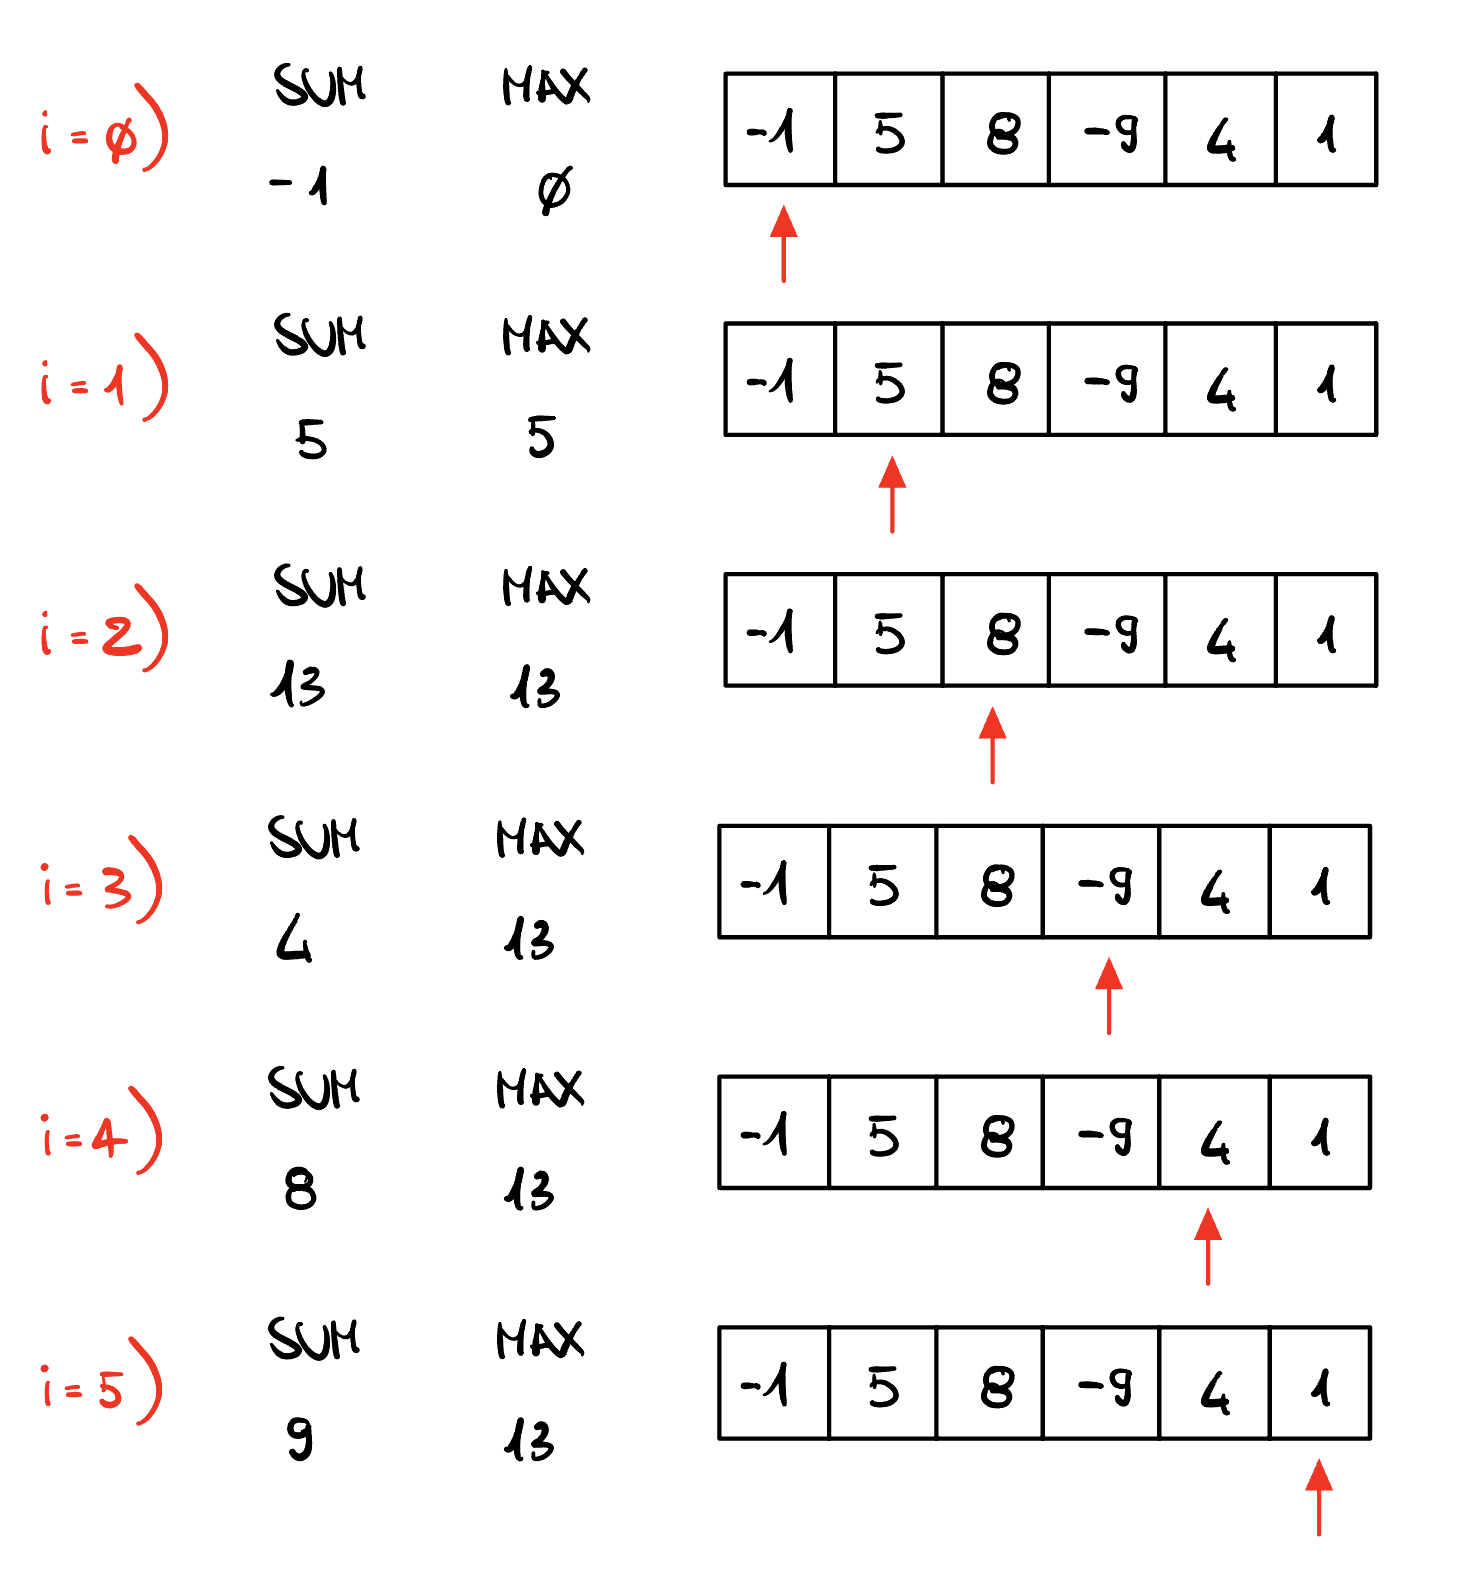 SUM MAX
i = ø) -1 5 8 -9 4 1
-1 ø
SUM MAX
i = 1) -1 5 8 -9 4 1
5 5
SUM MAX
i = 2) -1 5 8 -9 4 1
13 13
SUM MAX
i = 3) -1 5 8 -9 4 1
4 13
SUM MAX
i = 4) -1 5 8 -9 4 1
8 13
SUM MAX
i = 5) -1 5 8 -9 4 1
9 13